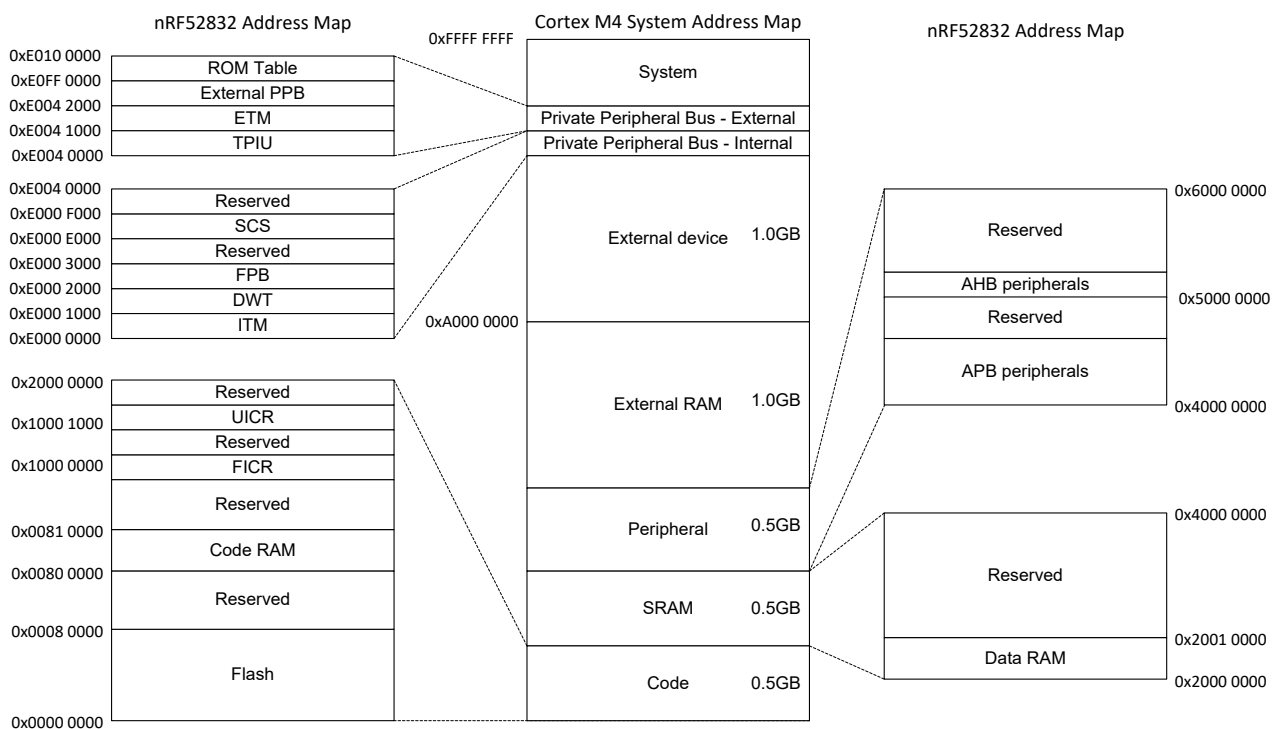 nRF52832 Address Map
0xE010 0000
ROM Table
0xE0FF 0000
External PPB
0xE004 2000
ETM
0xE004 1000
TPIU
0xE004 0000
0xE004 0000
Reserved
0xE000 F000
SCS
0xE000 E000
Reserved
0xE000 3000
FPB
0xE000 2000
DWT
0xE000 1000
ITM
0xE000 0000
0x2000 0000
Reserved
UICR
0x1000 1000
Reserved
0x1000 0000
FICR
Reserved
0x0081 0000
Code RAM
0x0080 0000
Reserved
0x0008 0000
Flash
0x0000 0000
Cortex M4 System Address Map
0xFFFF FFFF
System
Private Peripheral Bus - External
Private Peripheral Bus - Internal
External device 1.0GB
0xA000 0000
External RAM 1.0GB
Peripheral 0.5GB
SRAM 0.5GB
Code 0.5GB
nRF52832 Address Map
0x6000 0000
Reserved
AHB peripherals
0x5000 0000
Reserved
APB peripherals
0x4000 0000
0x4000 0000
Reserved
0x2001 0000
Data RAM
0x2000 0000